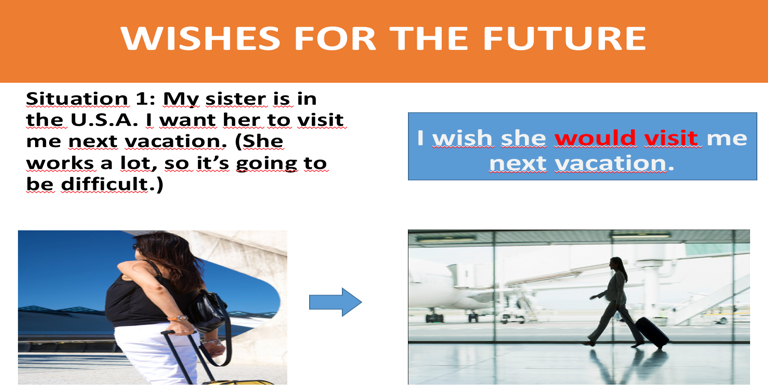 WISHES FOR THE FUTURE
Situation 1: My sister is in
the U.S.A. I want her to visit
me next vacation. (She
works a lot, so it’s going to
be difficult.)
I wish she would visit me
next vacation.